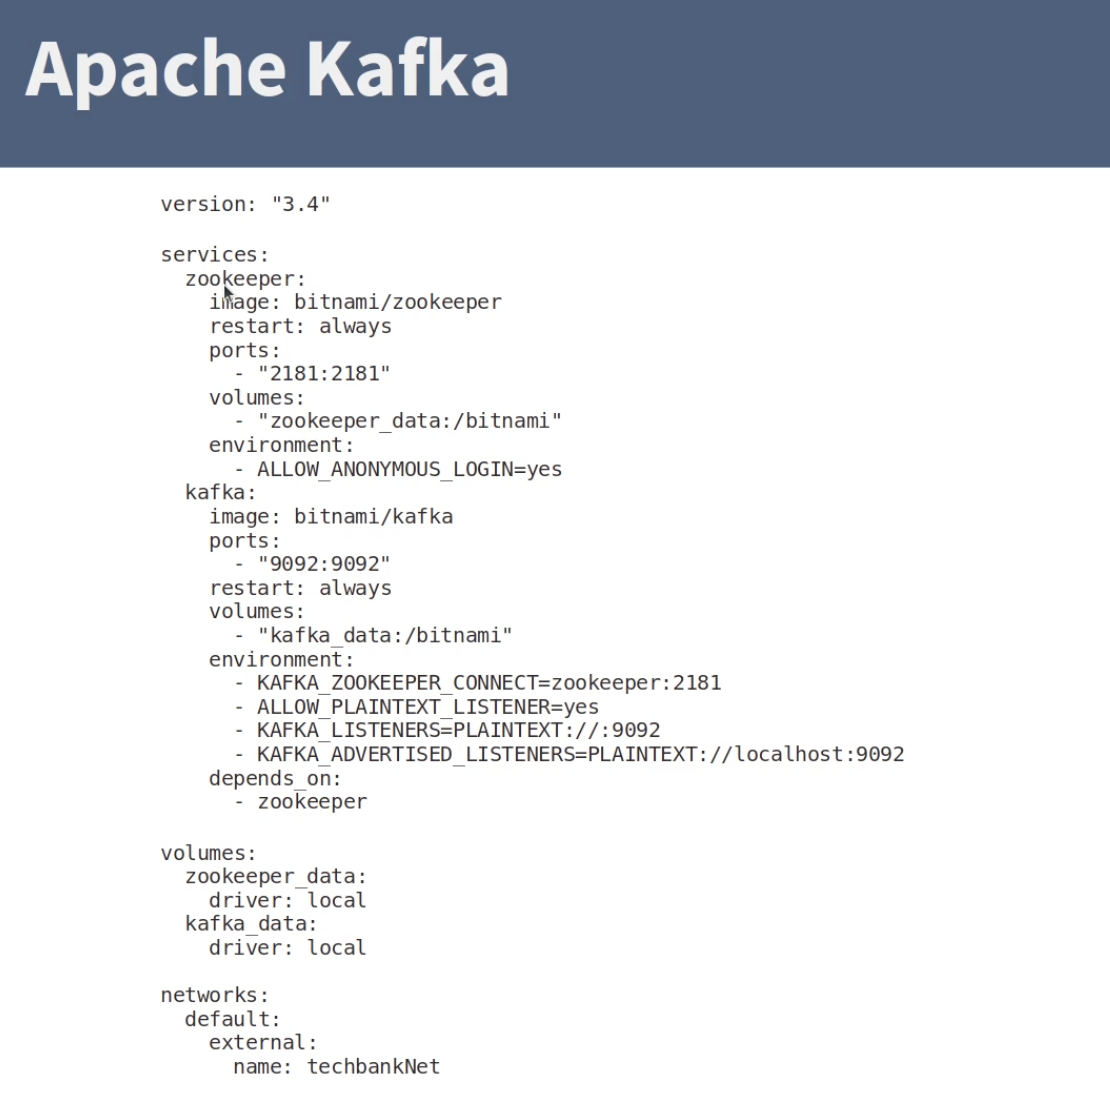 Apache Kafka
version: "3.4"
services:
  zookeeper:
    image: bitnami/zookeeper
    restart: always
    ports:
      - "2181:2181"
    volumes:
      - "zookeeper_data:/bitnami"
    environment:
      - ALLOW_ANONYMOUS_LOGIN=yes
  kafka:
    image: bitnami/kafka
    ports:
      - "9092:9092"
    restart: always
    volumes:
      - "kafka_data:/bitnami"
    environment:
      - KAFKA_ZOOKEEPER_CONNECT=zookeeper:2181
      - ALLOW_PLAINTEXT_LISTENER=yes
      - KAFKA_LISTENERS=PLAINTEXT://:9092
      - KAFKA_ADVERTISED_LISTENERS=PLAINTEXT://localhost:9092
    depends_on:
      - zookeeper
volumes:
  zookeeper_data:
    driver: local
  kafka_data:
    driver: local
networks:
  default:
    external:
      name: techbankNet